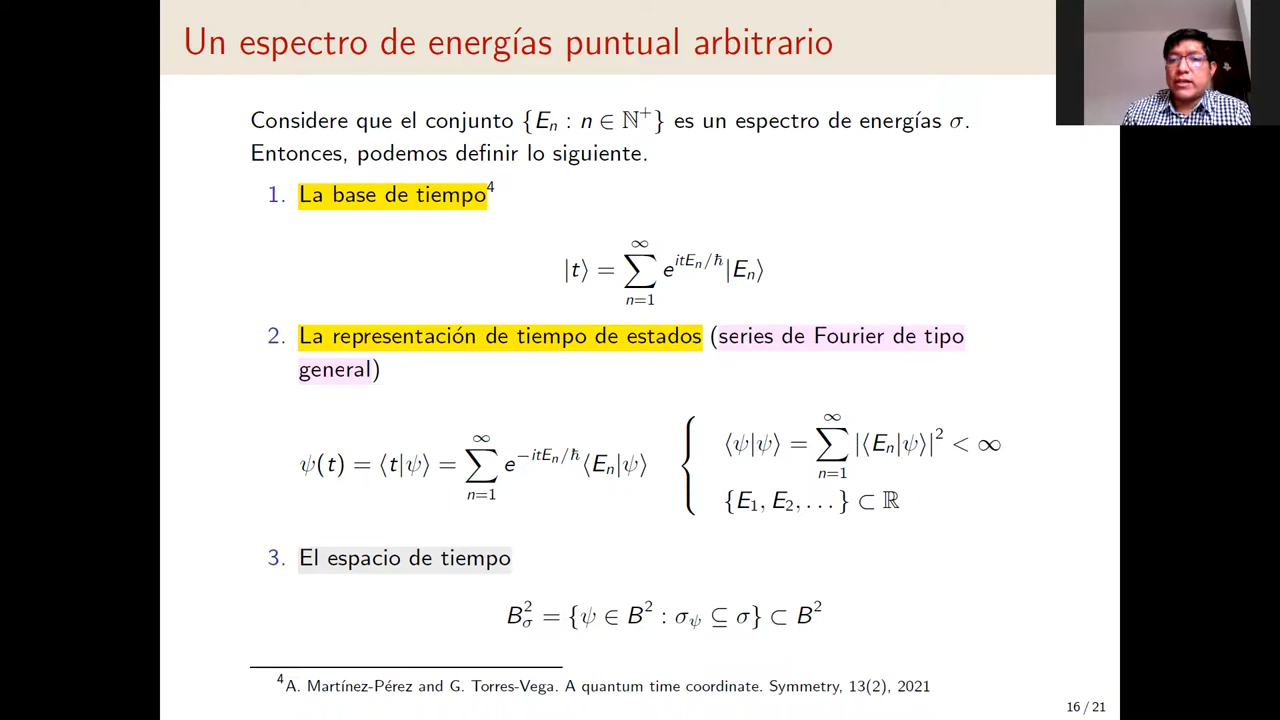 Un espectro de energías puntual arbitrario
Considere que el conjunto {Eₙ : n ∈ ℕ⁺} es un espectro de energías σ.
Entonces, podemos definir lo siguiente.
1. La base de tiempo⁴
|t⟩ = ∑_{n=1}^{∞} e^{itEₙ/ħ}|Eₙ⟩
2. La representación de tiempo de estados (series de Fourier de tipo
general)
ψ(t) = ⟨t|ψ⟩ = ∑_{n=1}^{∞} e^{−itEₙ/ħ}⟨Eₙ|ψ⟩ { ⟨ψ|ψ⟩ = ∑_{n=1}^{∞} |⟨Eₙ|ψ⟩|² < ∞
{E₁, E₂, . . . } ⊂ ℝ
3. El espacio de tiempo
B²_σ = {ψ ∈ B² : σ_ψ ⊆ σ} ⊂ B²
⁴A. Martínez-Pérez and G. Torres-Vega. A quantum time coordinate. Symmetry, 13(2), 2021
16 / 21